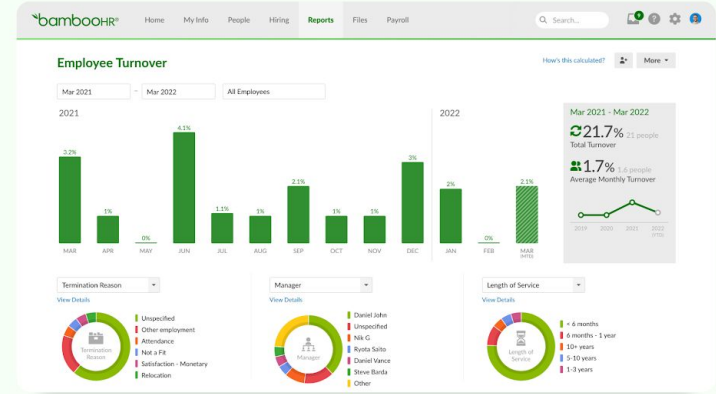 bambooHR®
Home My Info People Hiring Reports Files Payroll
Search...
Employee Turnover
How's this calculated?
More
Mar 2021 - Mar 2022 All Employees
2021
2022
3.2% 1% 0% 4.1% 1.1% 1% 2.1% 1% 1% 3% 2% 0% 2.1%
MAR APR MAY JUN JUL AUG SEP OCT NOV DEC JAN FEB MAR
(MTD)
Mar 2021 - Mar 2022
21.7% 21 people
Total Turnover
1.7% 1.6 people
Average Monthly Turnover
2019 2020 2021 2022
(YTD)
Termination Reason
View Details
Termination
Reason
Unspecified
Other employment
Attendance
Not a Fit
Satisfaction - Monetary
Relocation
Manager
View Details
Manager
Daniel John
Unspecified
Nik G
Ryota Saito
Daniel Vance
Steve Barda
Other
Length of Service
View Details
Length of
Service
< 6 months
6 months - 1 year
10+ years
5-10 years
1-3 years